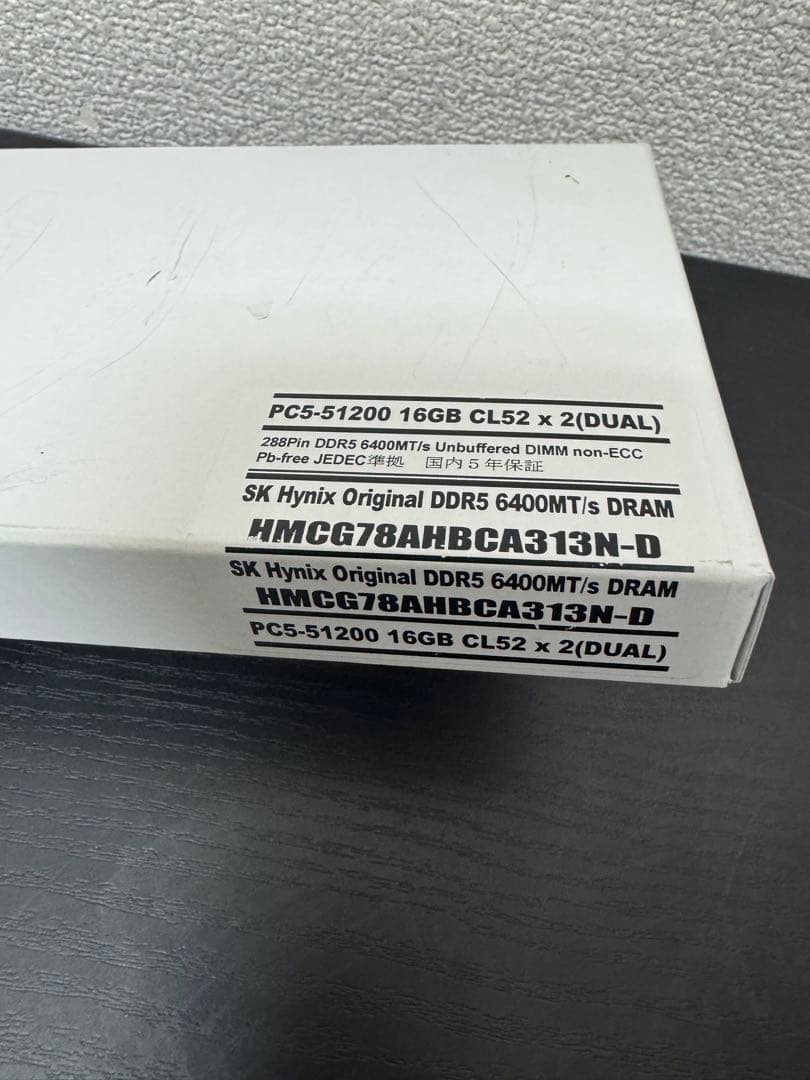 PC5-51200 16GB CL52 x 2(DUAL)
288Pin DDR5 6400MT/s Unbuffered DIMM non-ECC
Pb-free JEDEC準拠 国内5年保証
SK Hynix Original DDR5 6400MT/s DRAM
HMCG78AHBCA313N-D
SK Hynix Original DDR5 6400MT/s DRAM
HMCG78AHBCA313N-D
PC5-51200 16GB CL52 x 2(DUAL)